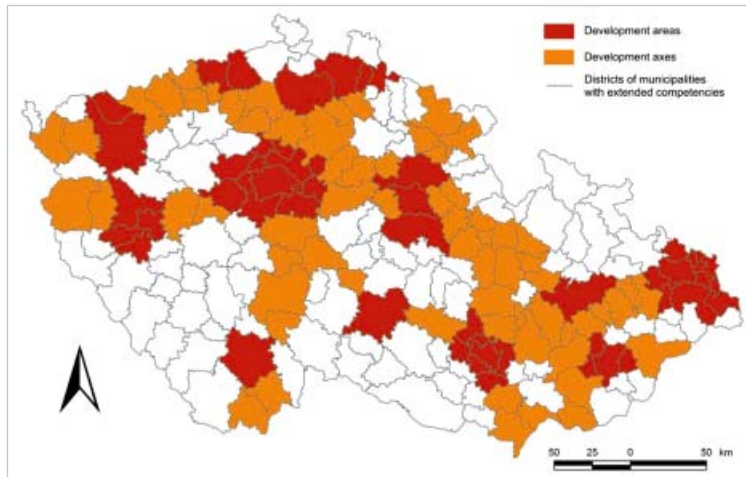 Development areas
Development axes
Districts of municipalities
with extended competencies
50 25 0 50 km